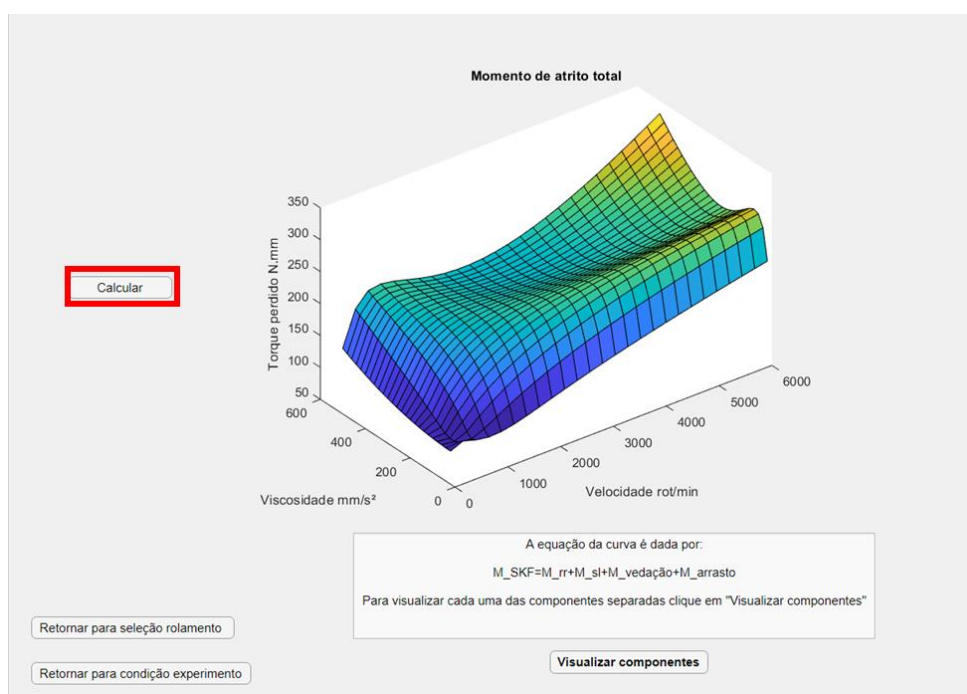 Momento de atrito total
350
300
250
200
150
100
50
Torque perdido N.mm
600
400
200
0
Viscosidade mm/s²
0
1000
2000
3000
4000
5000
6000
Velocidade rot/min
Calcular
A equação da curva é dada por:
M_SKF=M_rr+M_sl+M_vedação+M_arrasto
Para visualizar cada uma das componentes separadas clique em "Visualizar componentes"
Retornar para seleção rolamento
Visualizar componentes
Retornar para condição experimento